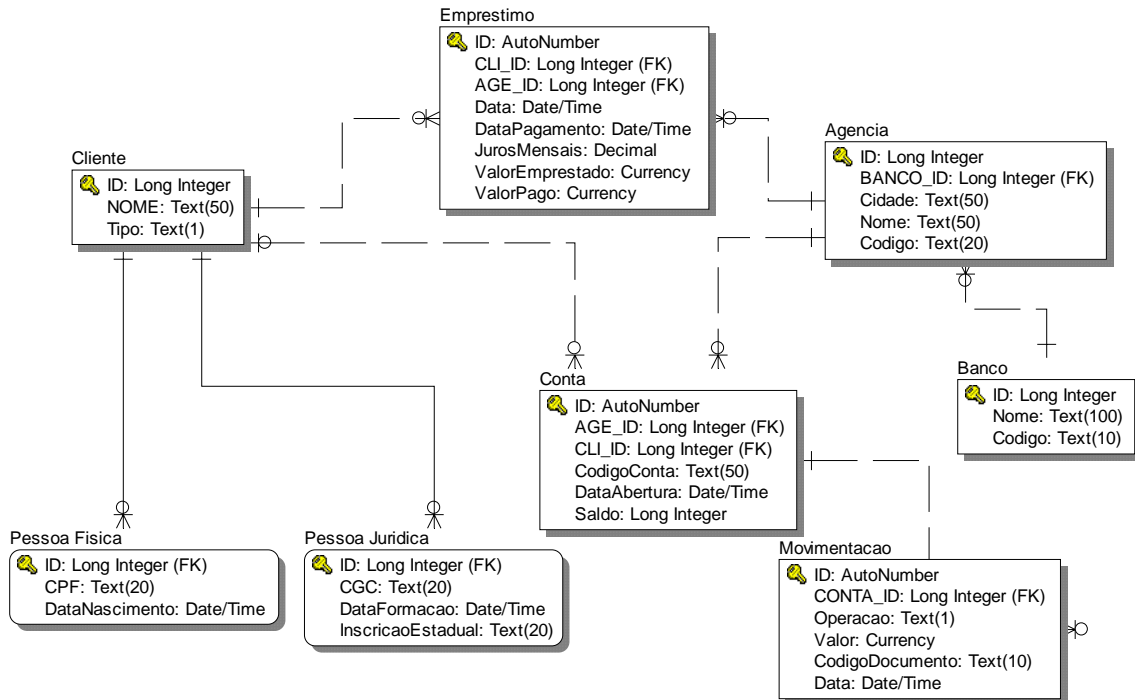 Emprestimo
ID: AutoNumber
CLI_ID: Long Integer (FK)
AGE_ID: Long Integer (FK)
Data: Date/Time
DataPagamento: Date/Time
JurosMensais: Decimal
ValorEmprestado: Currency
ValorPago: Currency
Agencia
ID: Long Integer
BANCO_ID: Long Integer (FK)
Cidade: Text(50)
Nome: Text(50)
Codigo: Text(20)
Cliente
ID: Long Integer
NOME: Text(50)
Tipo: Text(1)
Banco
ID: Long Integer
Nome: Text(100)
Codigo: Text(10)
Conta
ID: AutoNumber
AGE_ID: Long Integer (FK)
CLI_ID: Long Integer (FK)
CodigoConta: Text(50)
DataAbertura: Date/Time
Saldo: Long Integer
Pessoa Fisica
ID: Long Integer (FK)
CPF: Text(20)
DataNascimento: Date/Time
Pessoa Juridica
ID: Long Integer (FK)
CGC: Text(20)
DataFormacao: Date/Time
InscricaoEstadual: Text(20)
Movimentacao
ID: AutoNumber
CONTA_ID: Long Integer (FK)
Operacao: Text(1)
Valor: Currency
CodigoDocumento: Text(10)
Data: Date/Time